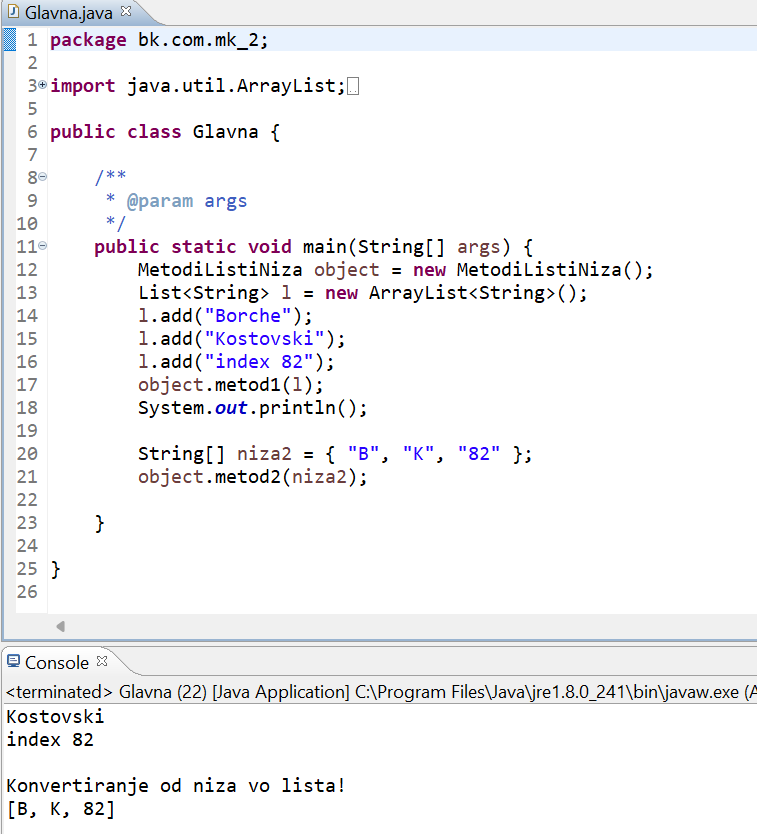 Glavna.java
1 package bk.com.mk_2;
2
3 import java.util.ArrayList;
5
6 public class Glavna {
7
8 /**
9 * @param args
10 */
11 public static void main(String[] args) {
12 MetodiListiNiza object = new MetodiListiNiza();
13 List<String> l = new ArrayList<String>();
14 l.add("Borche");
15 l.add("Kostovski");
16 l.add("index 82");
17 object.metod1(l);
18 System.out.println();
19
20 String[] niza2 = { "B", "K", "82" };
21 object.metod2(niza2);
22
23 }
24
25 }
26
Console
<terminated> Glavna (22) [Java Application] C:\Program Files\Java\jre1.8.0_241\bin\javaw.exe (A
Kostovski
index 82
Konvertiranje od niza vo lista!
[B, K, 82]